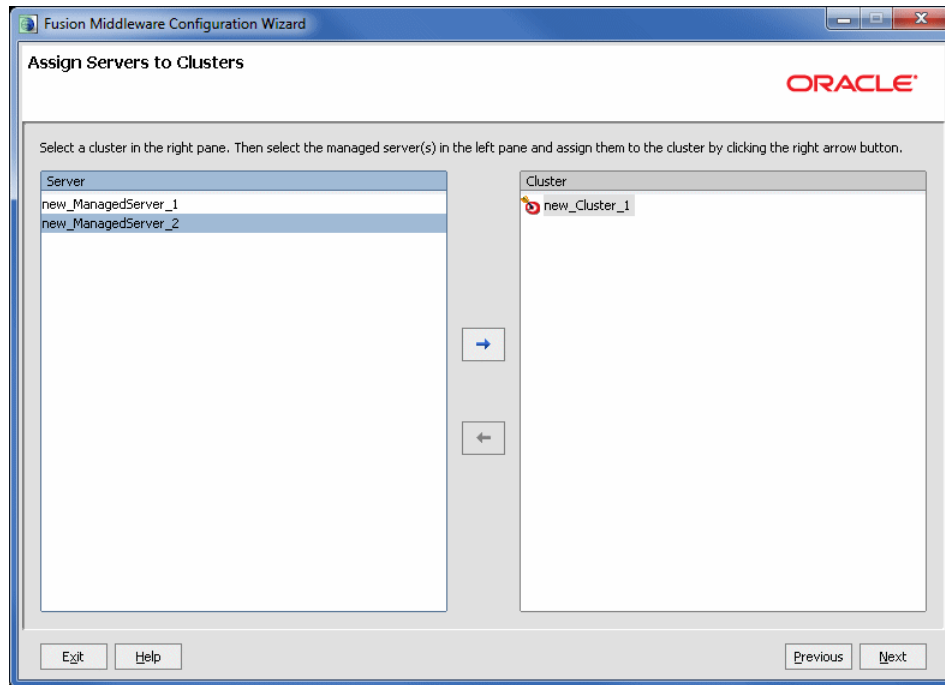 Fusion Middleware Configuration Wizard
Assign Servers to Clusters
ORACLE
Select a cluster in the right pane. Then select the managed server(s) in the left pane and assign them to the cluster by clicking the right arrow button.
Server
Cluster
new_ManagedServer_1
new_Cluster_1
new_ManagedServer_2
Exit
Help
Previous
Next